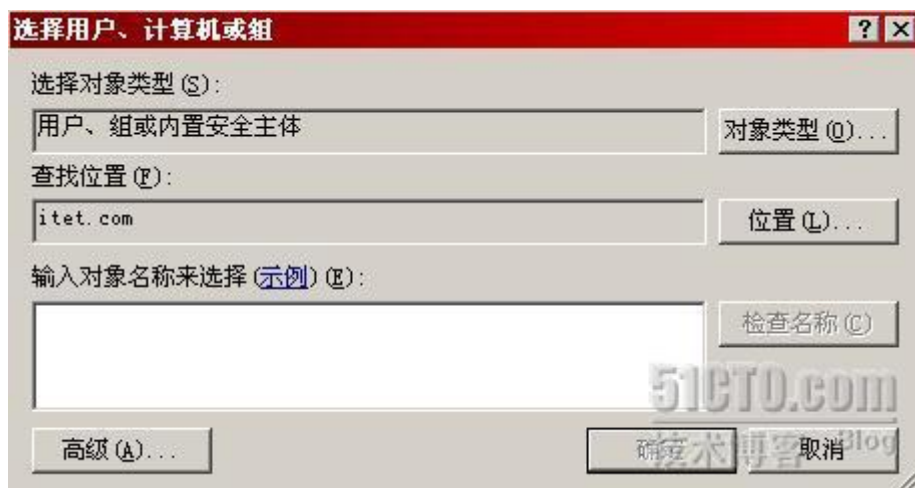 选择用户、计算机或组
选择对象类型(S):
用户、组或内置安全主体
对象类型(O)...
查找位置(F):
itet.com
位置(L)...
输入对象名称来选择(示例)(E):
检查名称(C)
51CTO.com
高级(A)...
确定
取消
技术博客 Blog